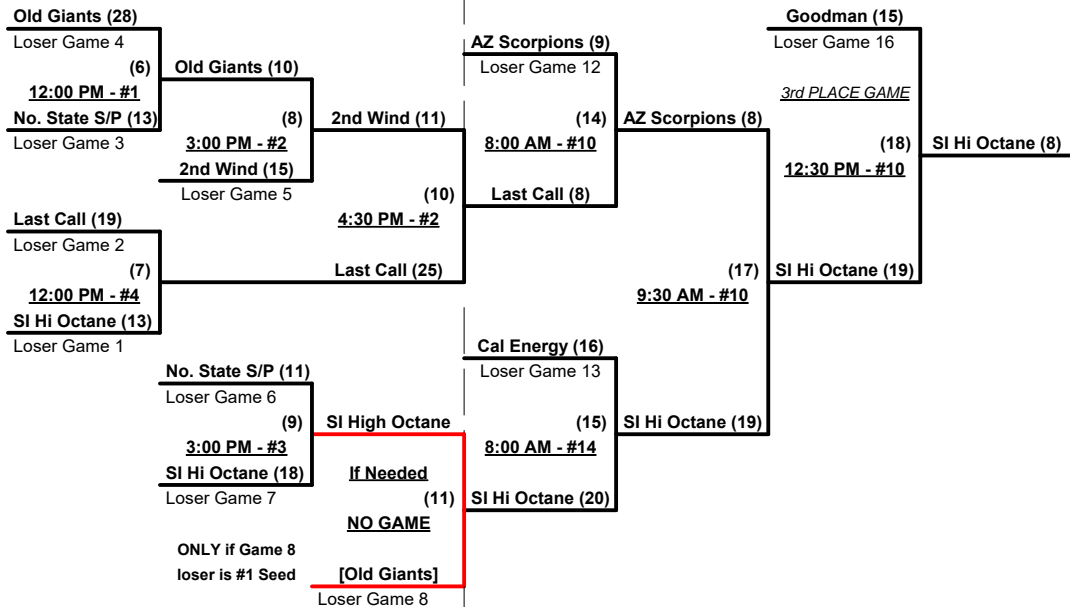 Old Giants (28)
Loser Game 4
(6)
12:00 PM - #1
No. State S/P (13)
Loser Game 3
Old Giants (10)
(8)
3:00 PM - #2
2nd Wind (15)
Loser Game 5
2nd Wind (11)
Last Call (19)
Loser Game 2
(7)
12:00 PM - #4
SI Hi Octane (13)
Loser Game 1
(10)
4:30 PM - #2
Last Call (25)
No. State S/P (11)
Loser Game 6
(9)
3:00 PM - #3
SI Hi Octane (18)
Loser Game 7
SI High Octane
If Needed
(11)
NO GAME
ONLY if Game 8
loser is #1 Seed
[Old Giants]
Loser Game 8
AZ Scorpions (9)
Loser Game 12
(14)
8:00 AM - #10
Last Call (8)
AZ Scorpions (8)
Cal Energy (16)
Loser Game 13
(15)
8:00 AM - #14
SI Hi Octane (20)
SI Hi Octane (19)
(17)
9:30 AM - #10
Goodman (15)
Loser Game 16
3rd PLACE GAME
(18)
12:30 PM - #10
SI Hi Octane (19)
SI Hi Octane (8)